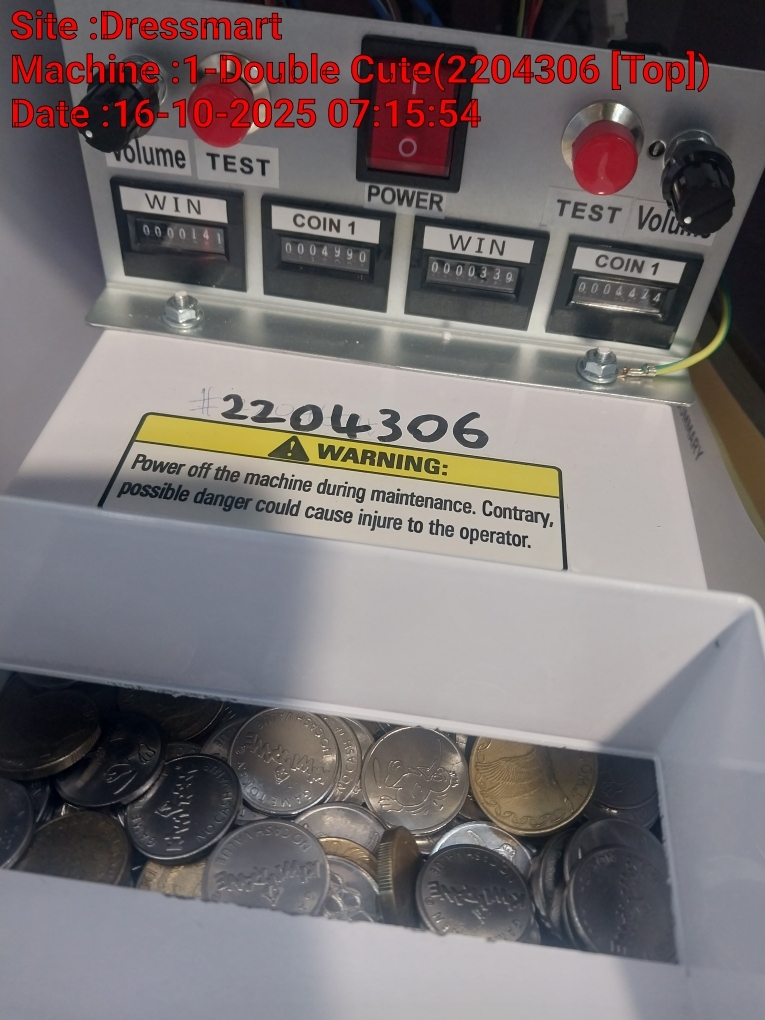 Site :Dressmart
Machine :1-Double Cute(2204306 [Top])
Date :16-10-2025 07:15:54
Volume TEST
POWER
TEST Volume
WIN
0000141
COIN 1
0004990
WIN
0000339
COIN 1
0004424
#2204306
WARNING:
Power off the machine during maintenance. Contrary,
possible danger could cause injure to the operator.